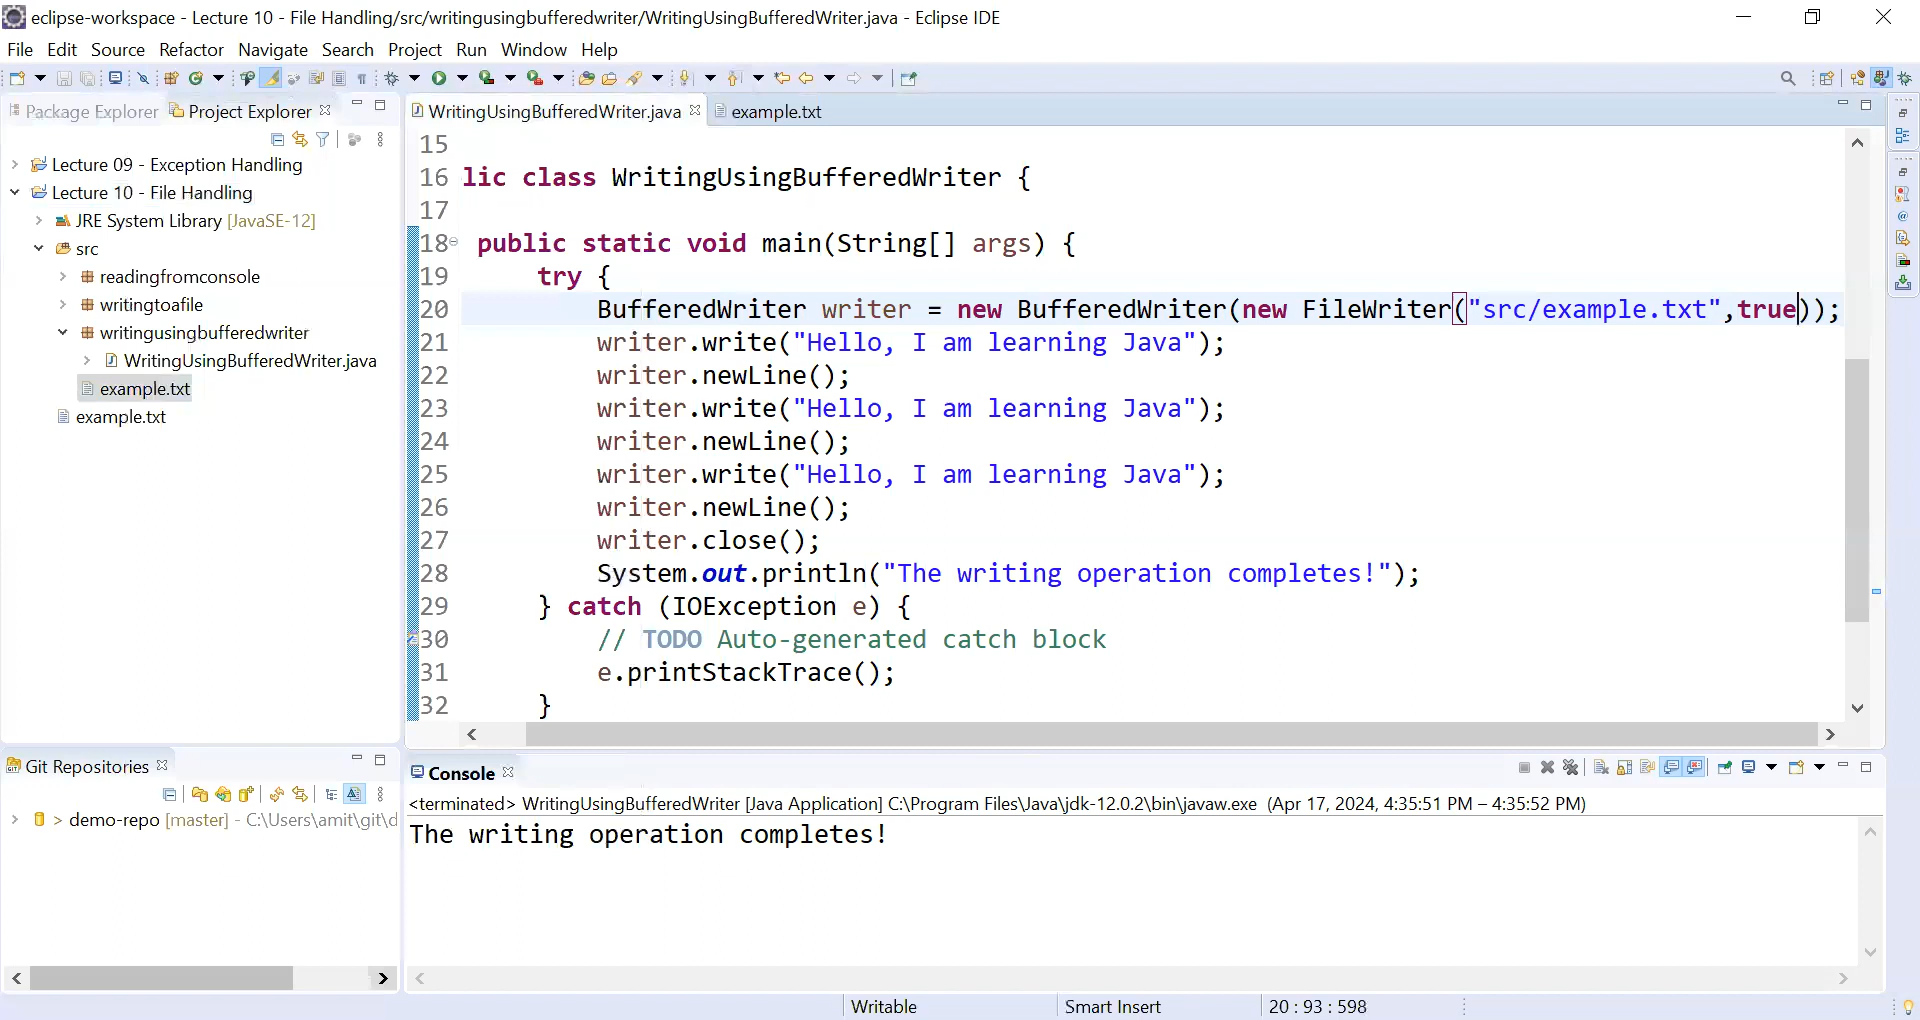 eclipse-workspace - Lecture 10 - File Handling/src/writingusingbufferedwriter/WritingUsingBufferedWriter.java - Eclipse IDE
File Edit Source Refactor Navigate Search Project Run Window Help
Package Explorer Project Explorer
Lecture 09 - Exception Handling
Lecture 10 - File Handling
JRE System Library [JavaSE-12]
src
readingfromconsole
writingtoafile
writingusingbufferedwriter
WritingUsingBufferedWriter.java
example.txt
example.txt
WritingUsingBufferedWriter.java example.txt
15
16 lic class WritingUsingBufferedWriter {
17
18 public static void main(String[] args) {
19 try {
20 BufferedWriter writer = new BufferedWriter(new FileWriter("src/example.txt",true));
21 writer.write("Hello, I am learning Java");
22 writer.newLine();
23 writer.write("Hello, I am learning Java");
24 writer.newLine();
25 writer.write("Hello, I am learning Java");
26 writer.newLine();
27 writer.close();
28 System.out.println("The writing operation completes!");
29 } catch (IOException e) {
30 // TODO Auto-generated catch block
31 e.printStackTrace();
32 }
Git Repositories
> demo-repo [master] - C:\Users\amit\git\d
Console
<terminated> WritingUsingBufferedWriter [Java Application] C:\Program Files\Java\jdk-12.0.2\bin\javaw.exe (Apr 17, 2024, 4:35:51 PM – 4:35:52 PM)
The writing operation completes!
Writable Smart Insert 20 : 93 : 598